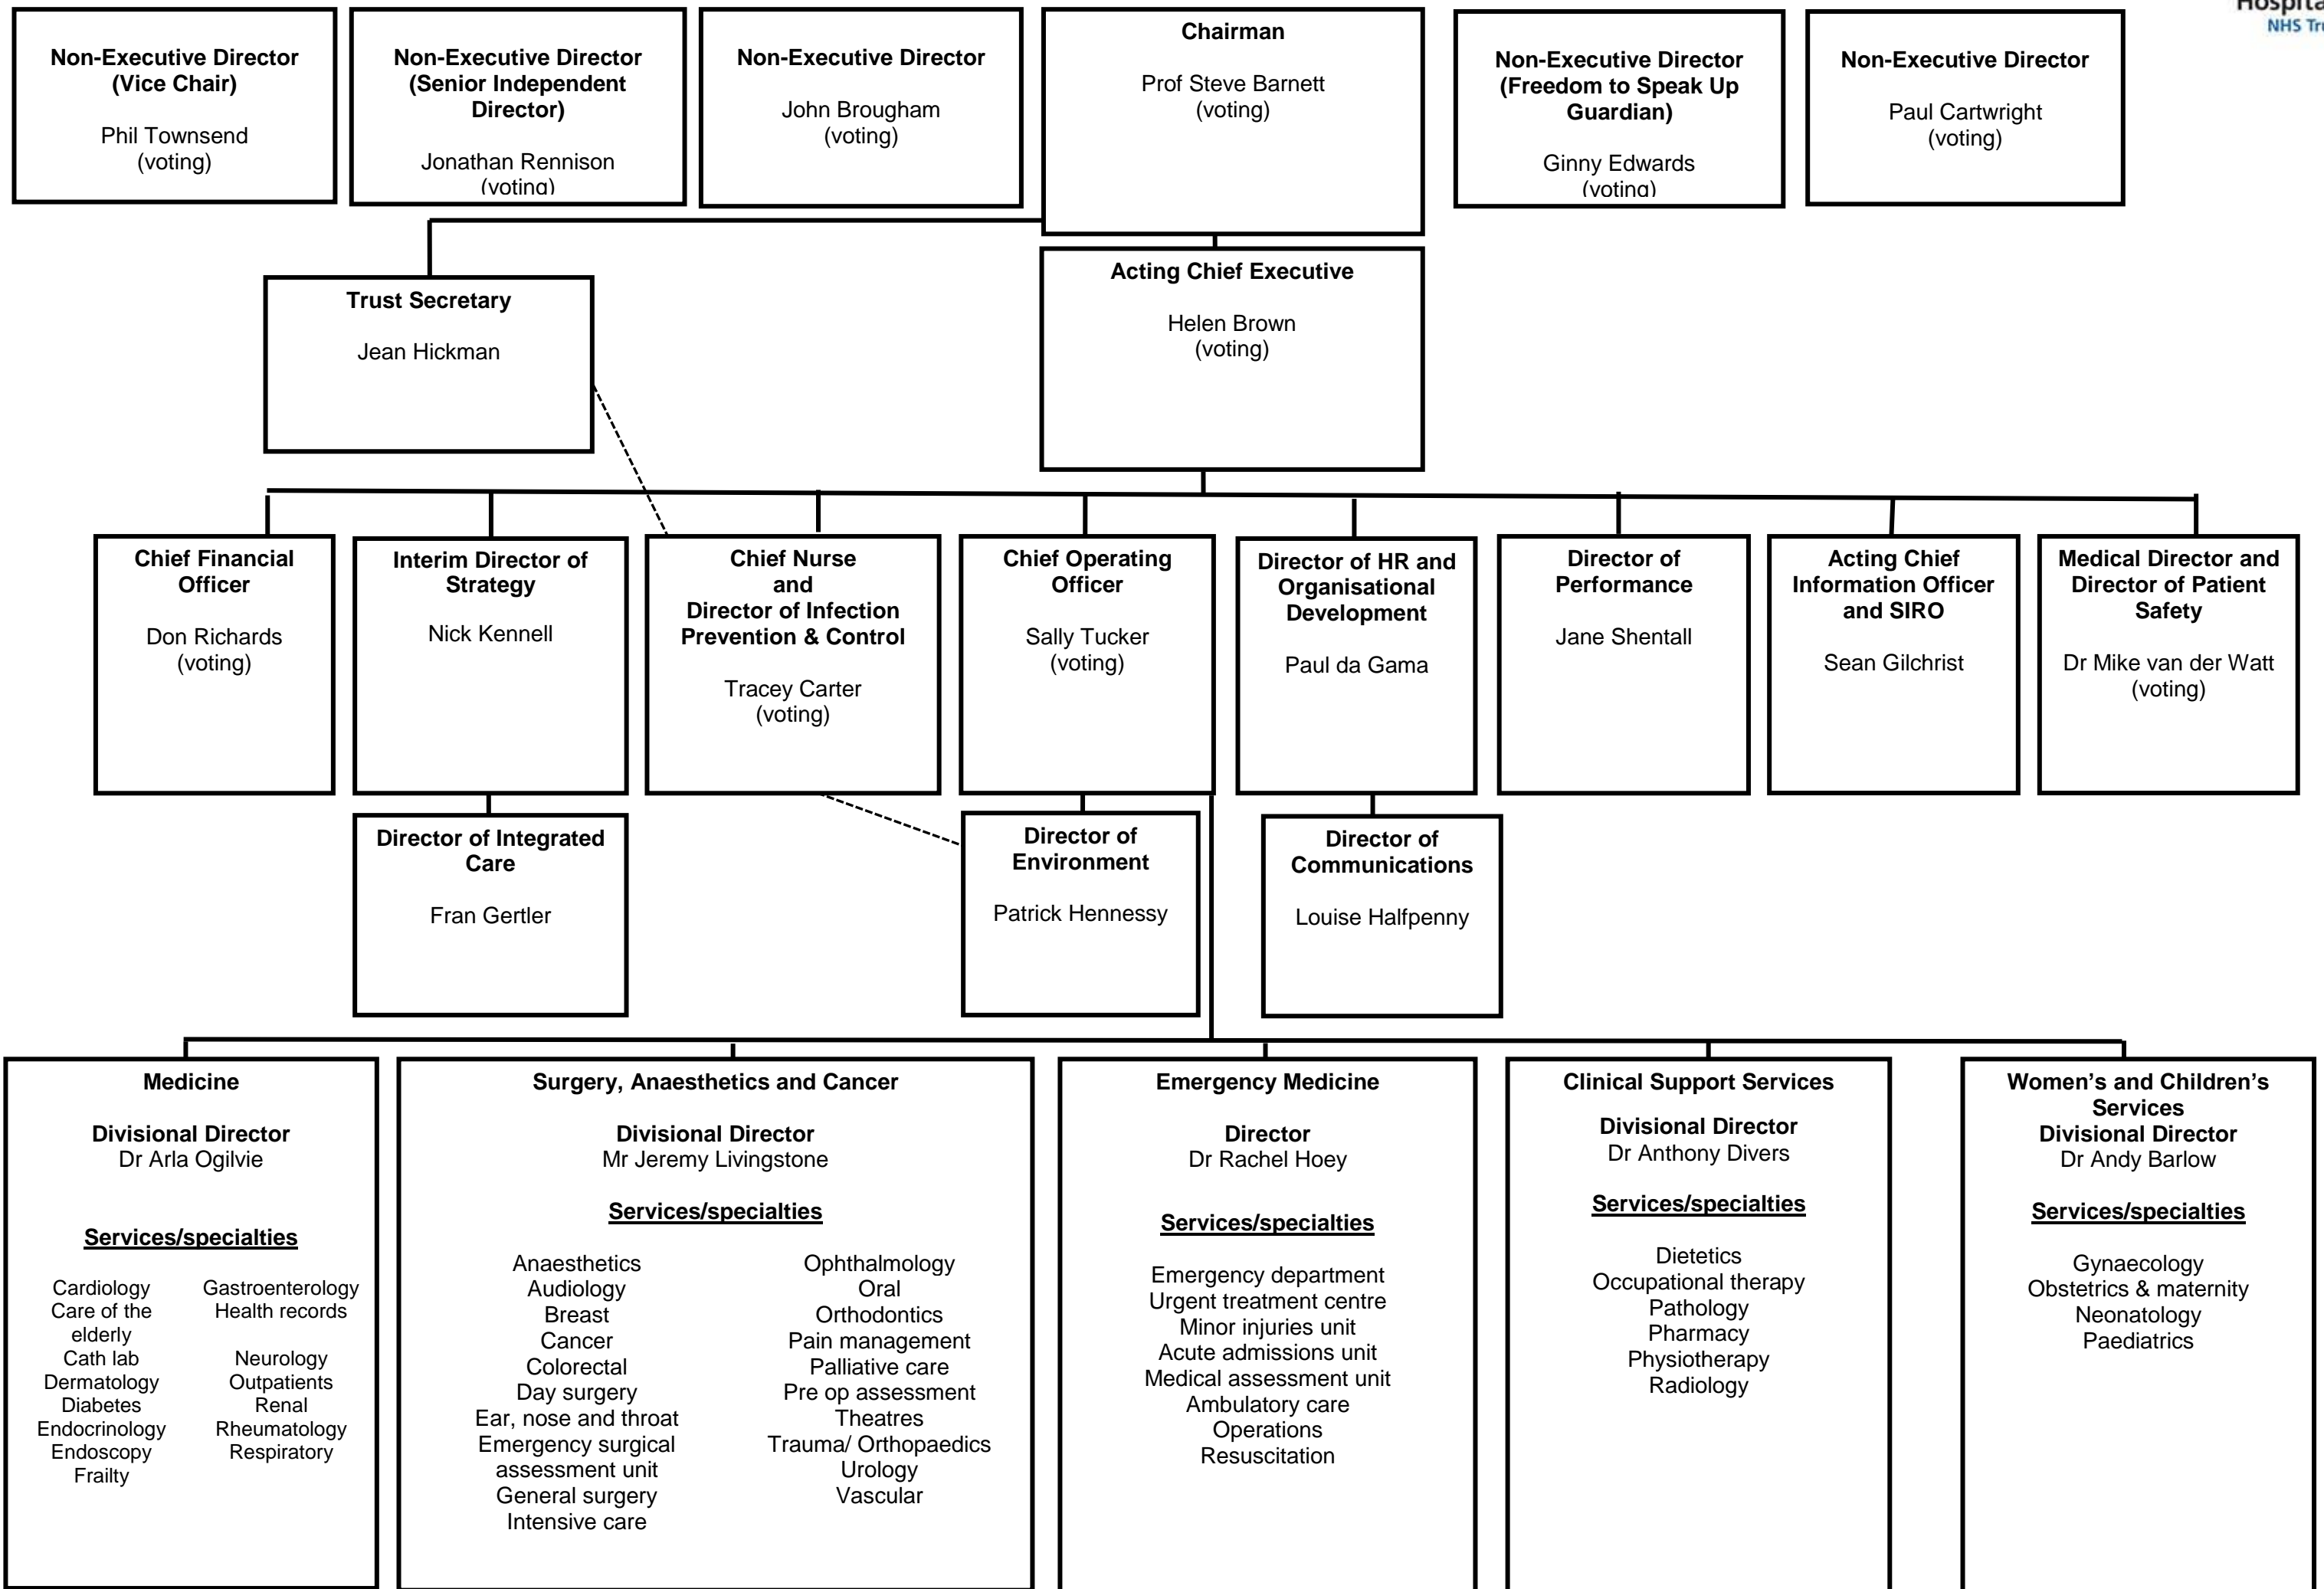 Hospita
NHS Tr
Non-Executive Director
(Vice Chair)
Phil Townsend
(voting)
Non-Executive Director
(Senior Independent
Director)
Jonathan Rennison
(voting)
Non-Executive Director
John Brougham
(voting)
Chairman
Prof Steve Barnett
(voting)
Non-Executive Director
(Freedom to Speak Up
Guardian)
Ginny Edwards
(voting)
Non-Executive Director
Paul Cartwright
(voting)
Trust Secretary
Jean Hickman
Acting Chief Executive
Helen Brown
(voting)
Chief Financial
Officer
Don Richards
(voting)
Interim Director of
Strategy
Nick Kennell
Chief Nurse
and
Director of Infection
Prevention & Control
Tracey Carter
(voting)
Chief Operating
Officer
Sally Tucker
(voting)
Director of HR and
Organisational
Development
Paul da Gama
Director of
Performance
Jane Shentall
Acting Chief
Information Officer
and SIRO
Sean Gilchrist
Medical Director and
Director of Patient
Safety
Dr Mike van der Watt
(voting)
Director of Integrated
Care
Fran Gertler
Director of
Environment
Patrick Hennessy
Director of
Communications
Louise Halfpenny
Medicine
Divisional Director
Dr Arla Ogilvie
Services/specialties
Cardiology
Care of the
elderly
Cath lab
Dermatology
Diabetes
Endocrinology
Endoscopy
Frailty
Gastroenterology
Health records
Neurology
Outpatients
Renal
Rheumatology
Respiratory
Surgery, Anaesthetics and Cancer
Divisional Director
Mr Jeremy Livingstone
Services/specialties
Anaesthetics
Audiology
Breast
Cancer
Colorectal
Day surgery
Ear, nose and throat
Emergency surgical
assessment unit
General surgery
Intensive care
Ophthalmology
Oral
Orthodontics
Pain management
Palliative care
Pre op assessment
Theatres
Trauma/ Orthopaedics
Urology
Vascular
Emergency Medicine
Director
Dr Rachel Hoey
Services/specialties
Emergency department
Urgent treatment centre
Minor injuries unit
Acute admissions unit
Medical assessment unit
Ambulatory care
Operations
Resuscitation
Clinical Support Services
Divisional Director
Dr Anthony Divers
Services/specialties
Dietetics
Occupational therapy
Pathology
Pharmacy
Physiotherapy
Radiology
Women’s and Children’s
Services
Divisional Director
Dr Andy Barlow
Services/specialties
Gynaecology
Obstetrics & maternity
Neonatology
Paediatrics